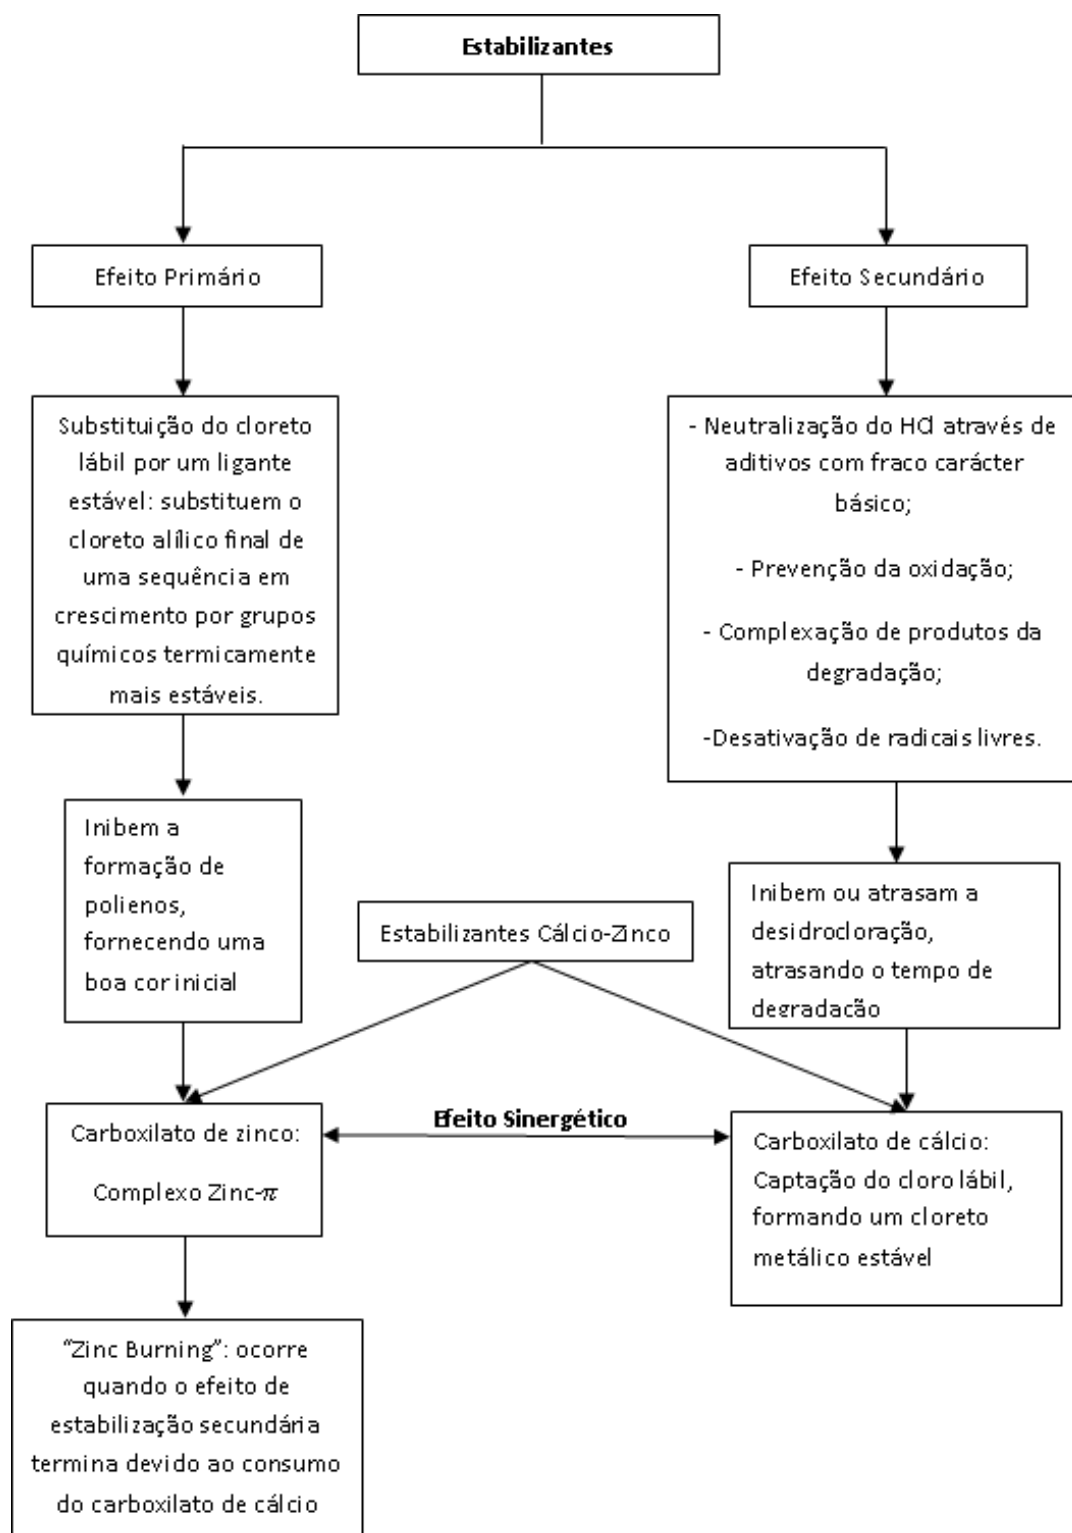 Estabilizantes
Efeito Primário
Efeito Secundário
Substituição do cloreto
lábil por um ligante
estável: substituem o
cloreto alílico final de
uma sequência em
crescimento por grupos
químicos termicamente
mais estáveis.
- Neutralização do HCl através de
aditivos com fraco carácter
básico;
- Prevenção da oxidação;
- Complexação de produtos da
degradação;
-Desativação de radicais livres.
Inibem a
formação de
polienos,
fornecendo uma
boa cor inicial
Estabilizantes Cálcio-Zinco
Inibem ou atrasam a
desidrocloração,
atrasando o tempo de
degradação
Carboxilato de zinco:
Complexo Zinc-π
Efeito Sinergético
Carboxilato de cálcio:
Captação do cloro lábil,
formando um cloreto
metálico estável
“Zinc Burning”: ocorre
quando o efeito de
estabilização secundária
termina devido ao consumo
do carboxilato de cálcio